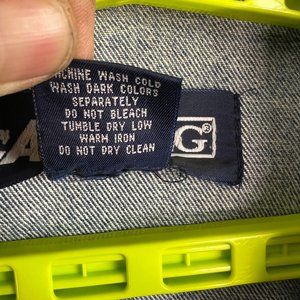 MACHINE WASH COLD
WASH DARK COLORS
SEPARATELY
DO NOT BLEACH
TUMBLE DRY LOW
WARM IRON
DO NOT DRY CLEAN
CA
G®